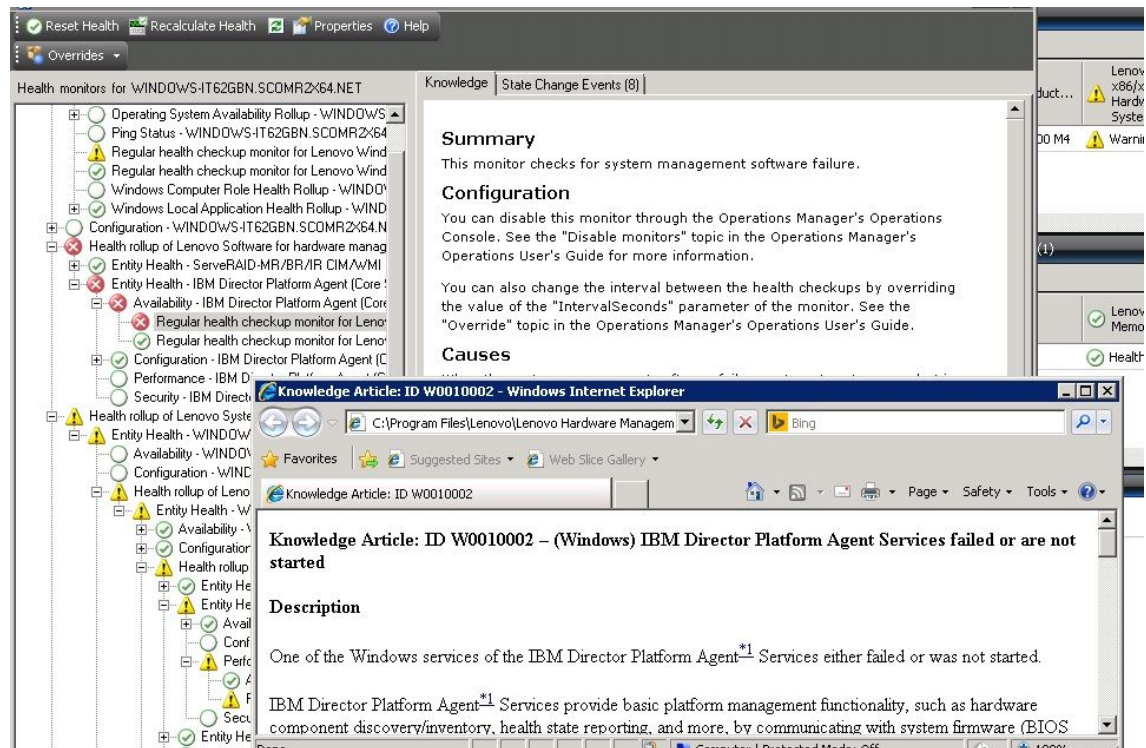 Reset Health Recalculate Health Properties Help
Overrides
Health monitors for WINDOWS-IT62GBN.SCOMR2X64.NET
Operating System Availability Rollup - WINDOWS
Ping Status - WINDOWS-IT62GBN.SCOMR2X64
Regular health checkup monitor for Lenovo Wind
Regular health checkup monitor for Lenovo Wind
Windows Computer Role Health Rollup - WINDO
Windows Local Application Health Rollup - WIND
Configuration - WINDOWS-IT62GBN.SCOMR2X64.N
Health rollup of Lenovo Software for hardware manag
Entity Health - ServeRAID-MR/BR/IR CIM/WMI
Entity Health - IBM Director Platform Agent (Core
Availability - IBM Director Platform Agent (Core
Regular health checkup monitor for Leno
Regular health checkup monitor for Leno
Configuration - IBM Director Platform Agent (C
Performance - IBM D
Security - IBM Direct
Health rollup of Lenovo Syste
Entity Health - WINDOW
Availability - WINDO
Configuration - WIND
Health rollup of Leno
Entity Health - W
Availability -
Configuration
Health rollup
Entity He
Entity He
Avail
Conf
Perfo
Secu
Entity He
Knowledge State Change Events (8)
Summary
This monitor checks for system management software failure.
Configuration
You can disable this monitor through the Operations Manager's Operations
Console. See the "Disable monitors" topic in the Operations Manager's
Operations User's Guide for more information.
You can also change the interval between the health checkups by overriding
the value of the "IntervalSeconds" parameter of the monitor. See the
"Override" topic in the Operations Manager's Operations User's Guide.
Causes
duct...
Lenov
x86/x
Hardw
Syste
00 M4
Warnin
(1)
Lenov
Memo
Health
Knowledge Article: ID W0010002 - Windows Internet Explorer
C:\Program Files\Lenovo\Lenovo Hardware Managem
Bing
Favorites Suggested Sites Web Slice Gallery
Knowledge Article: ID W0010002
Page Safety Tools
Knowledge Article: ID W0010002 – (Windows) IBM Director Platform Agent Services failed or are not
started
Description
One of the Windows services of the IBM Director Platform Agent*1 Services either failed or was not started.
IBM Director Platform Agent*1 Services provide basic platform management functionality, such as hardware
component discovery/inventory, health state reporting, and more, by communicating with system firmware (BIOS